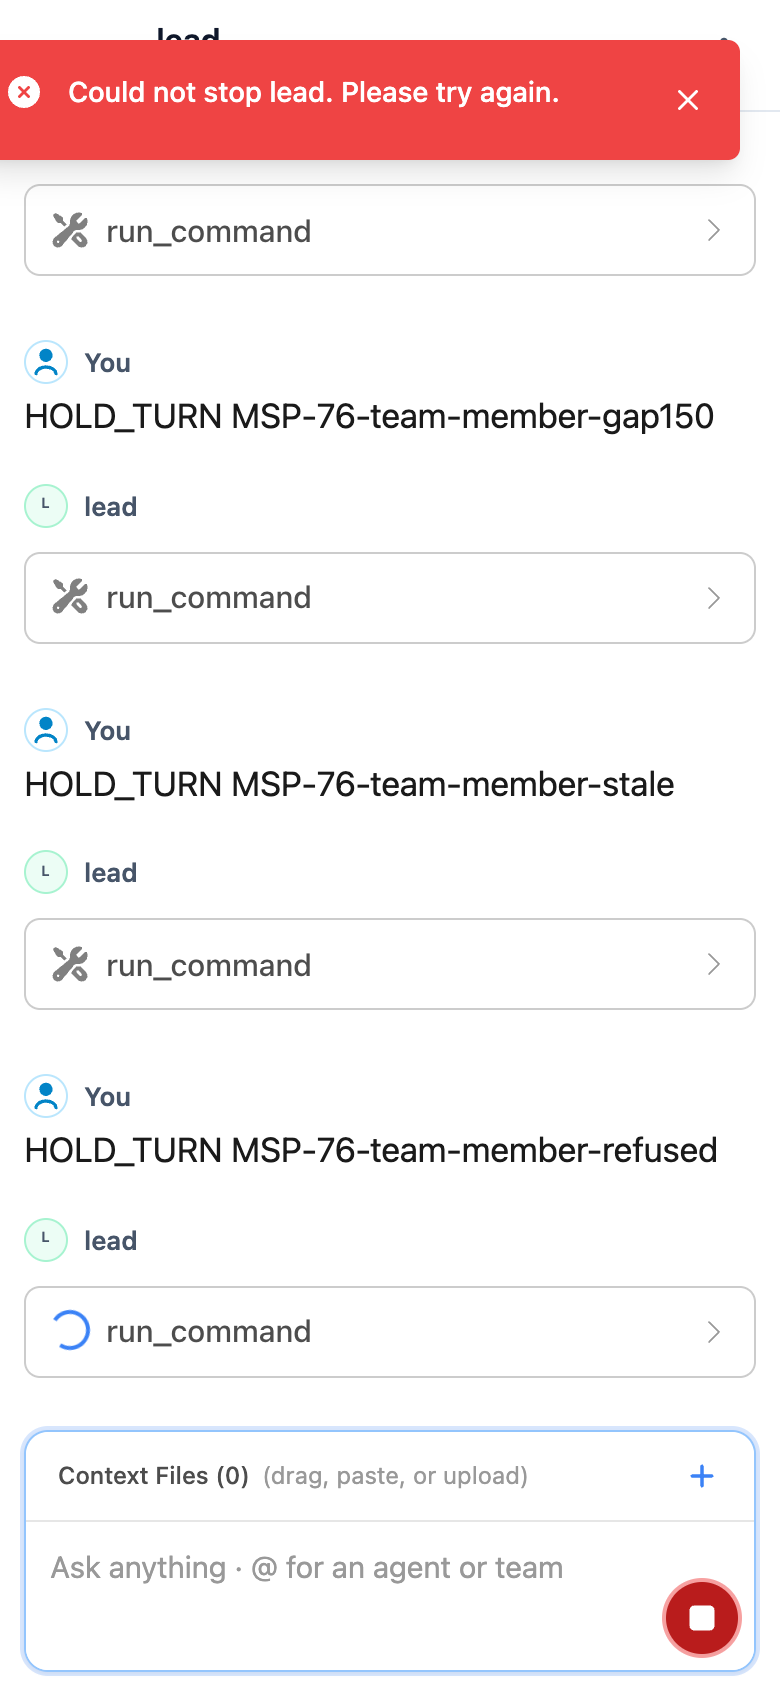 lead
Could not stop lead. Please try again.
run_command
You
HOLD_TURN MSP-76-team-member-gap150
L
lead
run_command
You
HOLD_TURN MSP-76-team-member-stale
L
lead
run_command
You
HOLD_TURN MSP-76-team-member-refused
L
lead
run_command
Context Files (0) (drag, paste, or upload)
Ask anything · @ for an agent or team